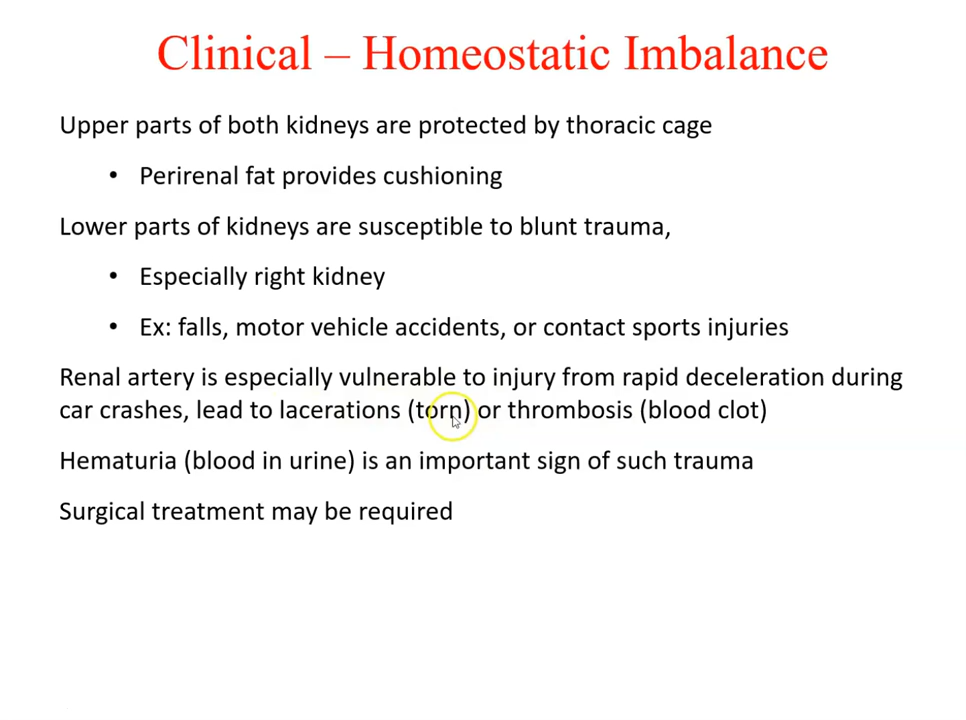 Clinical – Homeostatic Imbalance
Upper parts of both kidneys are protected by thoracic cage
• Perirenal fat provides cushioning
Lower parts of kidneys are susceptible to blunt trauma,
• Especially right kidney
• Ex: falls, motor vehicle accidents, or contact sports injuries
Renal artery is especially vulnerable to injury from rapid deceleration during
car crashes, lead to lacerations (torn) or thrombosis (blood clot)
Hematuria (blood in urine) is an important sign of such trauma
Surgical treatment may be required